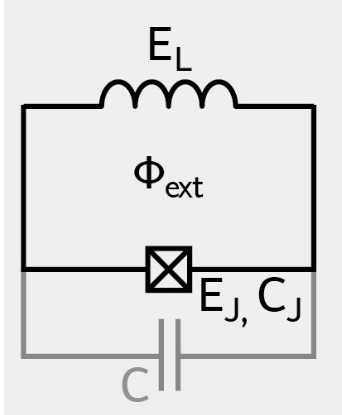 E_L
Φ_ext
E_J, C_J
C